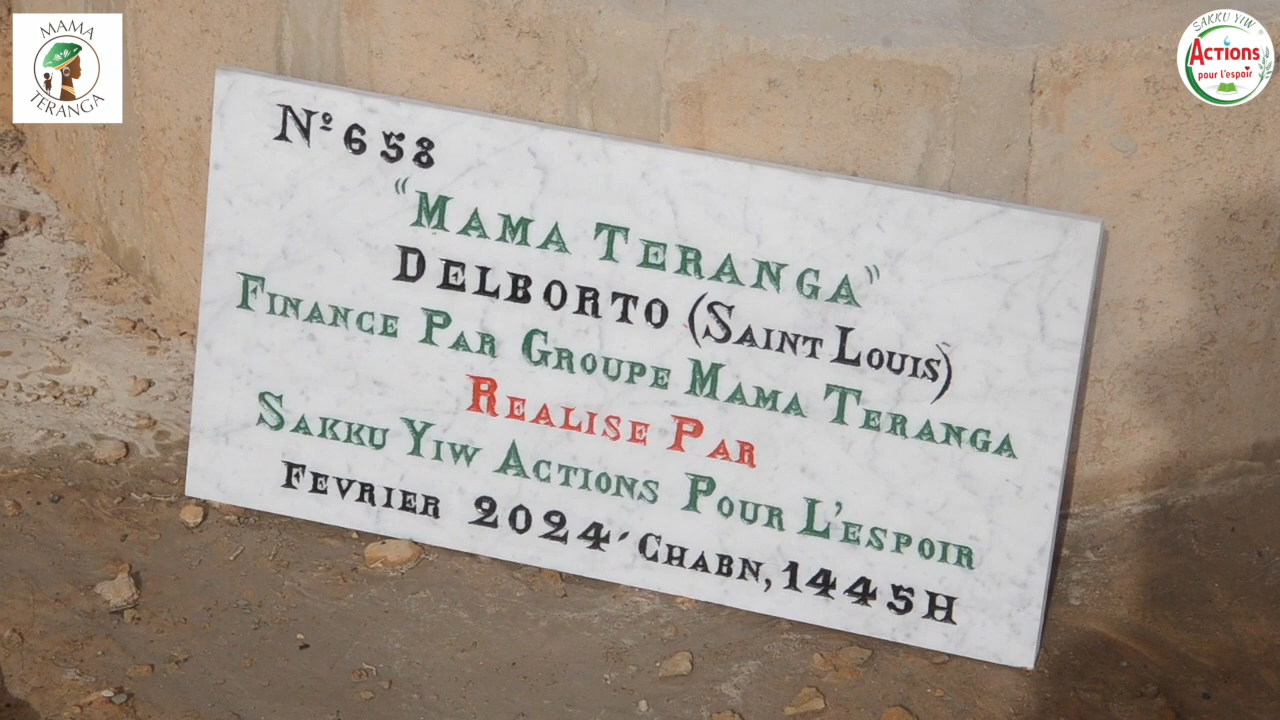 MAMA
TERANGA
SAKKU YIW
ACTIONS
pour l'espoir
Nº 658
"MAMA TERANGA"
DELBORTO (SAINT LOUIS)
FINANCE PAR GROUPE MAMA TERANGA
REALISE PAR
SAKKU YIW ACTIONS POUR L'ESPOIR
FEVRIER 2024' CHABN, 1445H